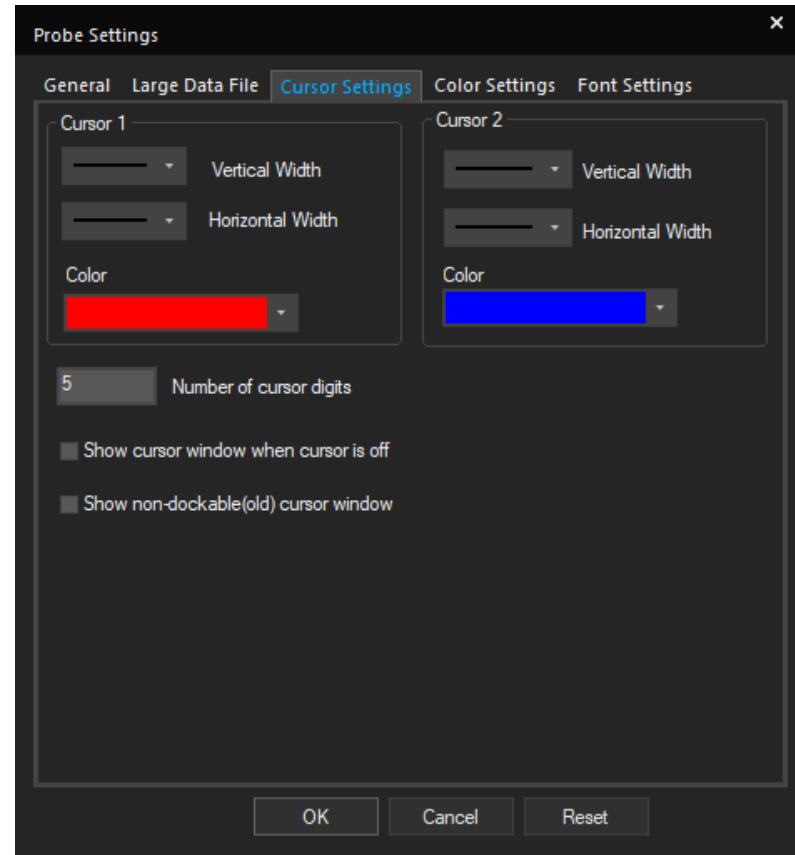 Probe Settings
General Large Data File Cursor Settings Color Settings Font Settings
Cursor 1
Vertical Width
Horizontal Width
Color
Cursor 2
Vertical Width
Horizontal Width
Color
5 Number of cursor digits
Show cursor window when cursor is off
Show non-dockable(old) cursor window
OK Cancel Reset